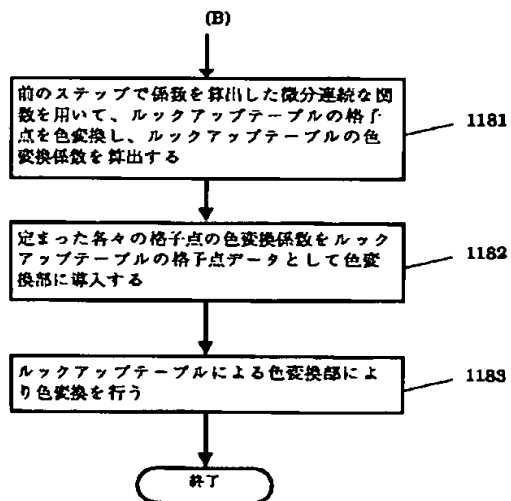 (B)
前のステップで係数を算出した微分連続な関
数を用いて、ルックアップテーブルの格子
点を色変換し、ルックアップテーブルの色
変換係数を算出する
1181
定まった各々の格子点の色変換係数をルック
アップテーブルの格子点データとして色変
換部に導入する
1182
ルックアップテーブルによる色変換部によ
り色変換を行う
1183
終了